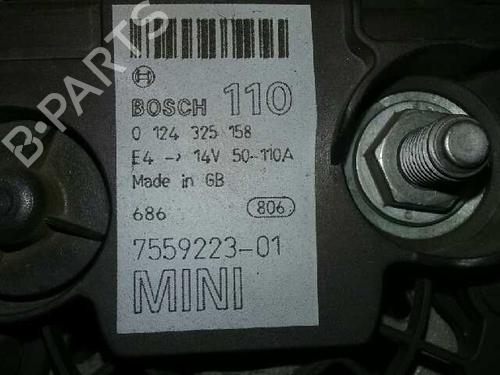 B-PARTS
BOSCH 110
0 124 325 158
E4 -> 14V 50-110A
Made in GB
686 806
7559223-01
MINI